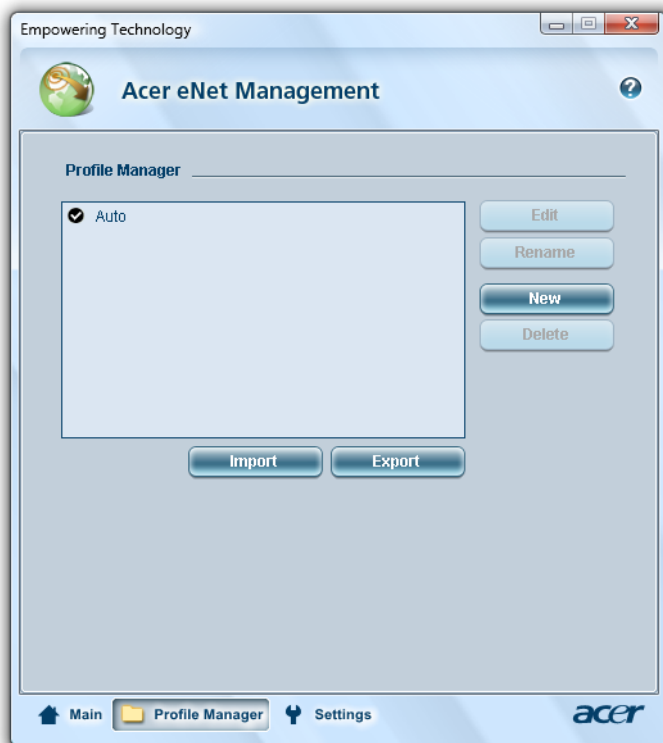 Empowering Technology
Acer eNet Management
?
Profile Manager
Auto
Edit
Rename
New
Delete
Import
Export
Main
Profile Manager
Settings
acer